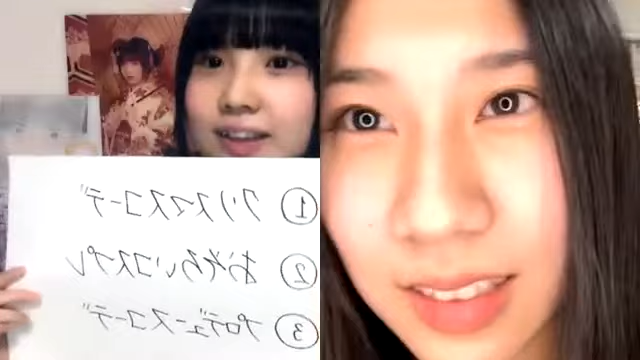 ① クリスマスコーデ
② おそろいコスプレ
③ プロデュースコーデ